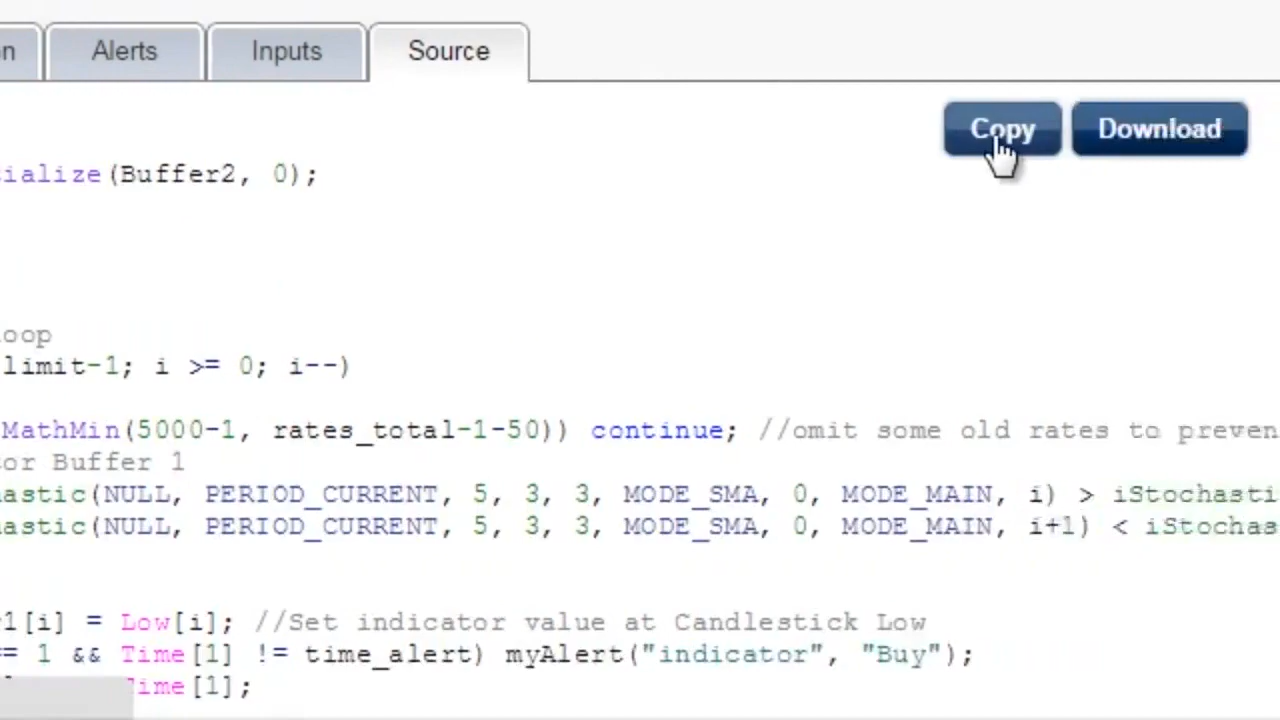 n Alerts Inputs Source
Copy Download
ialize(Buffer2, 0);
oop
limit-1; i >= 0; i--)
MathMin(5000-1, rates_total-1-50)) continue; //omit some old rates to preven
or Buffer 1
astic(NULL, PERIOD_CURRENT, 5, 3, 3, MODE_SMA, 0, MODE_MAIN, i) > iStochasti
astic(NULL, PERIOD_CURRENT, 5, 3, 3, MODE_SMA, 0, MODE_MAIN, i+1) < iStochas
1[i] = Low[i]; //Set indicator value at Candlestick Low
= 1 && Time[1] != time_alert) myAlert("indicator", "Buy");
Time[1];